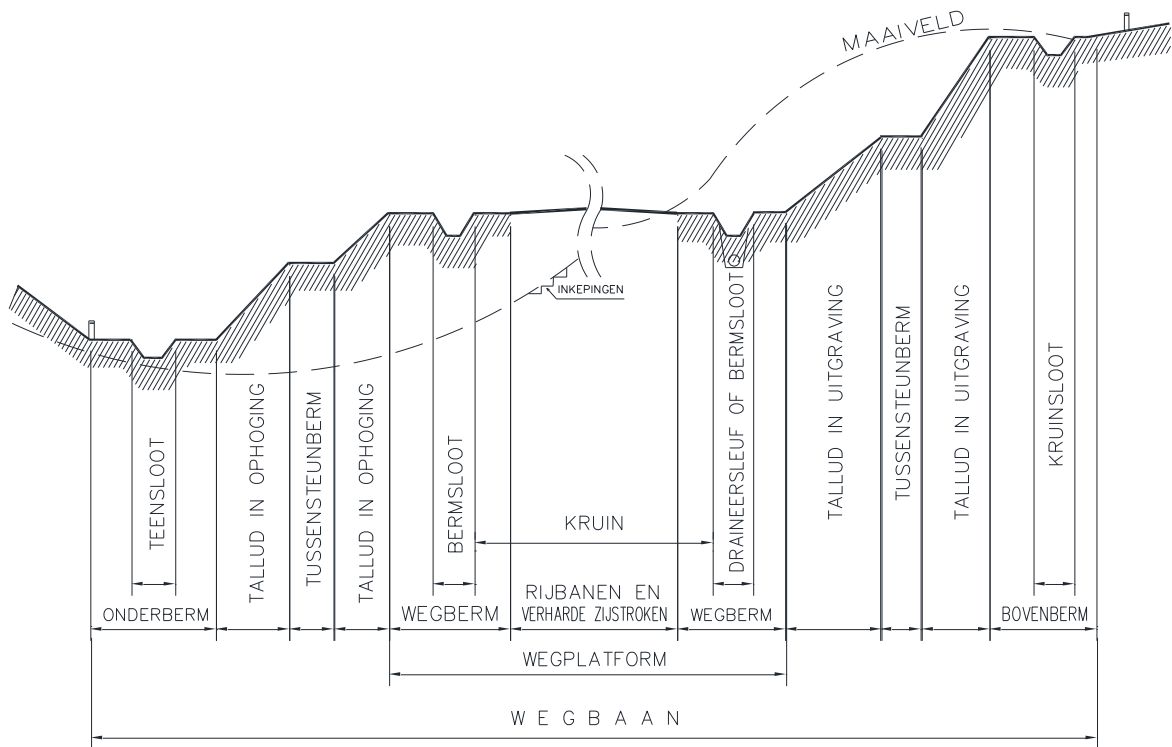 MAAIVELD
INKEPINGEN
TEENSLOOT
TALLUD IN OPHOGING
TUSSENSTEUNBERM
TALLUD IN OPHOGING
BERMSLOOT
KRUIN
DRAINEERSLEUF OF BERMSLOOT
TALLUD IN UITGRAVING
TUSSENSTEUNBERM
TALLUD IN UITGRAVING
KRUINSLOOT
ONDERBERM
WEGBERM
RIJBANEN EN
VERHARDE ZIJSTROKEN
WEGBERM
BOVENBERM
WEGPLATFORM
WEGBAAN